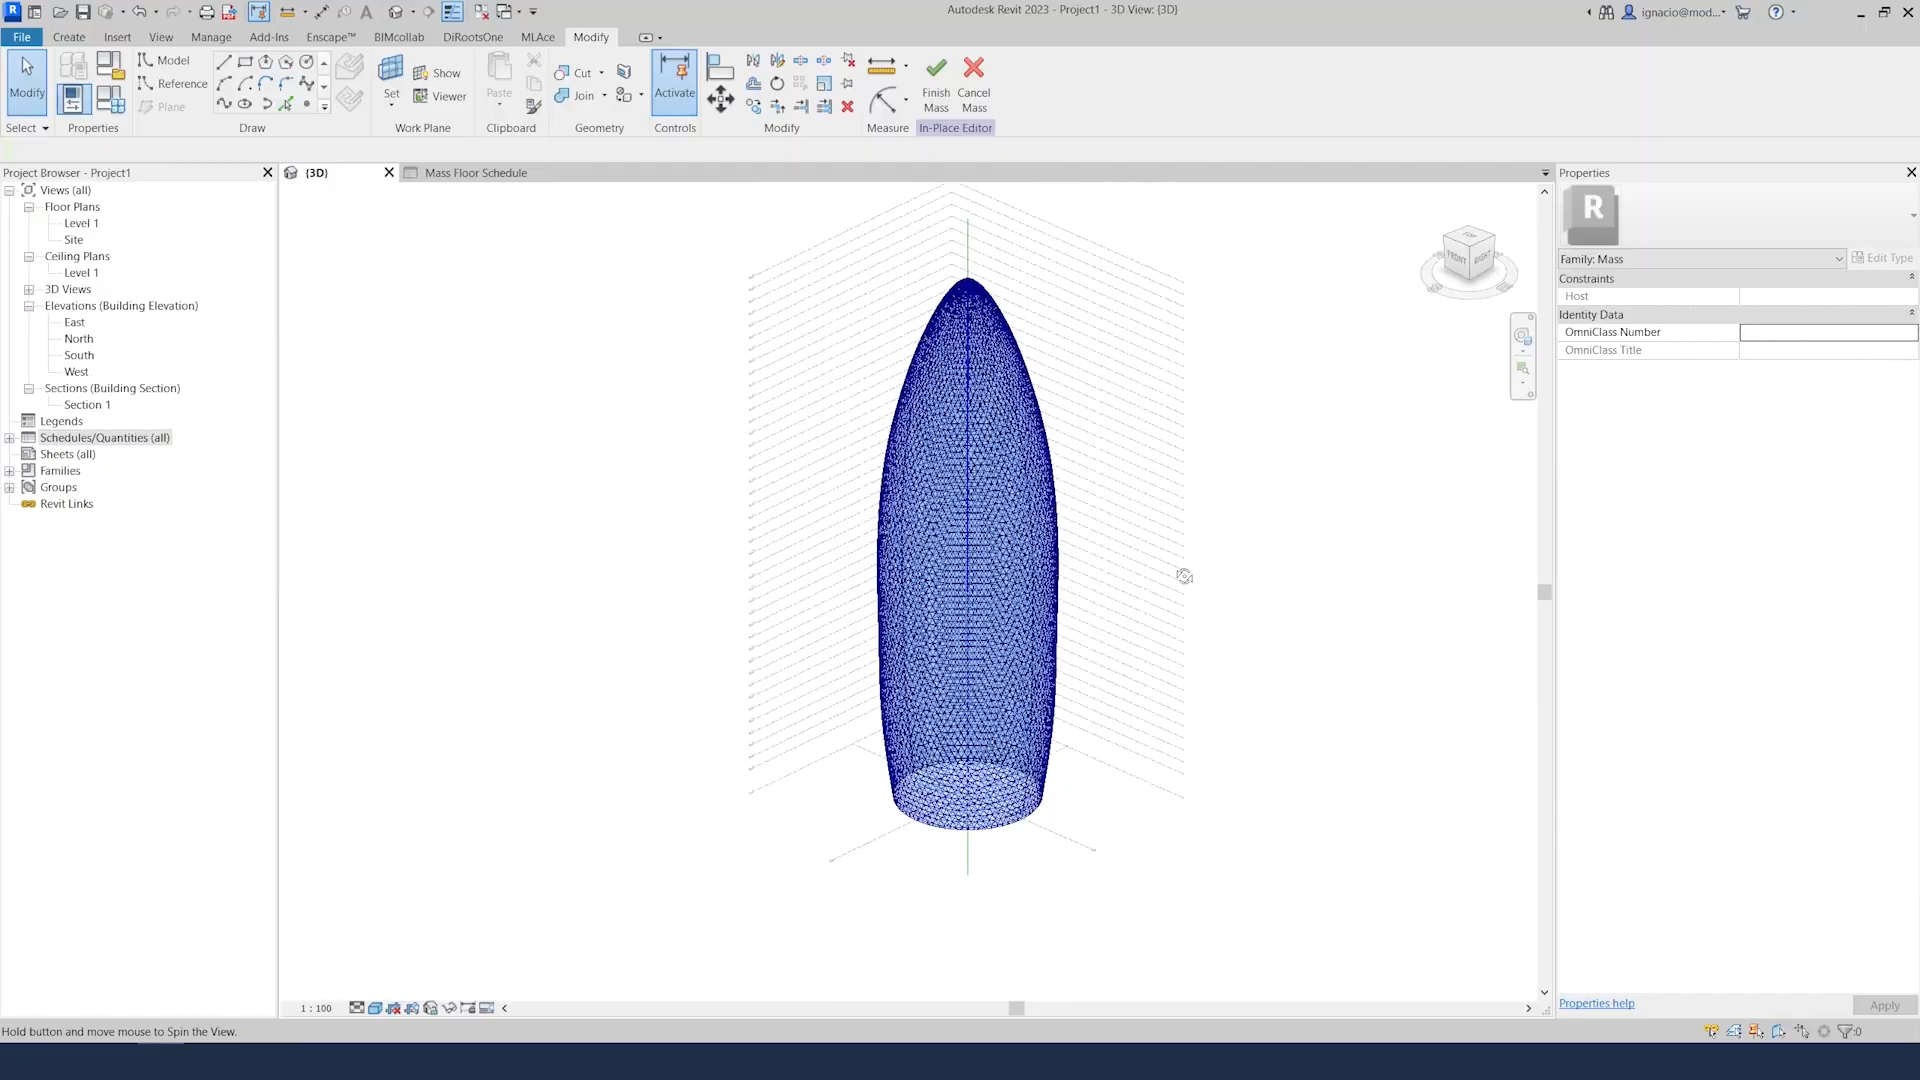 Autodesk Revit 2023 - Project1 - 3D View: {3D}
ignacio@mod...
File Create Insert View Manage Add-Ins Enscape™ BIMcollab DiRootsOne MLAce Modify
Modify
Model
Reference
Plane
Set
Show
Viewer
Paste
Cut
Join
Activate
Finish Mass
Cancel Mass
Select Properties Draw Work Plane Clipboard Geometry Controls Modify Measure In-Place Editor
Project Browser - Project1
Views (all)
Floor Plans
Level 1
Site
Ceiling Plans
Level 1
3D Views
Elevations (Building Elevation)
East
North
South
West
Sections (Building Section)
Section 1
Legends
Schedules/Quantities (all)
Sheets (all)
Families
Groups
Revit Links
{3D}
Mass Floor Schedule
TOP
FRONT
RIGHT
Properties
R
Family: Mass
Edit Type
Constraints
Host
Identity Data
OmniClass Number
OmniClass Title
Properties help
Apply
1 : 100
Hold button and move mouse to Spin the View.
:0